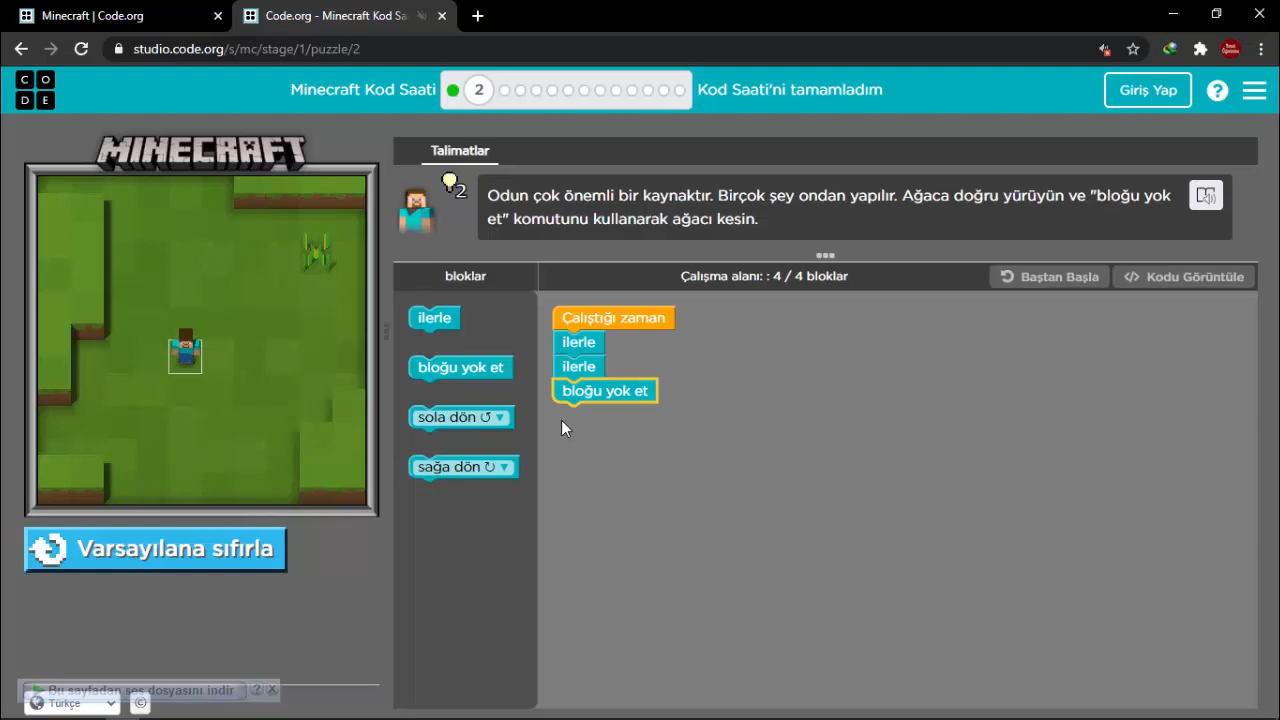 Minecraft | Code.org
Code.org - Minecraft Kod Sa
studio.code.org/s/mc/stage/1/puzzle/2
C O D E
Minecraft Kod Saati
2
Kod Saati'ni tamamladım
Giriş Yap
?
MINECRAFT
Talimatlar
2
Odun çok önemli bir kaynaktır. Birçok şey ondan yapılır. Ağaca doğru yürüyün ve "bloğu yok
et" komutunu kullanarak ağacı kesin.
bloklar
Çalışma alanı: : 4 / 4 bloklar
Baştan Başla
</> Kodu Görüntüle
ilerle
bloğu yok et
sola dön ↺
sağa dön ↻
Çalıştığı zaman
ilerle
ilerle
bloğu yok et
Varsayılana sıfırla
Bu sayfadan ses dosyasını indir ? X
Türkçe
©